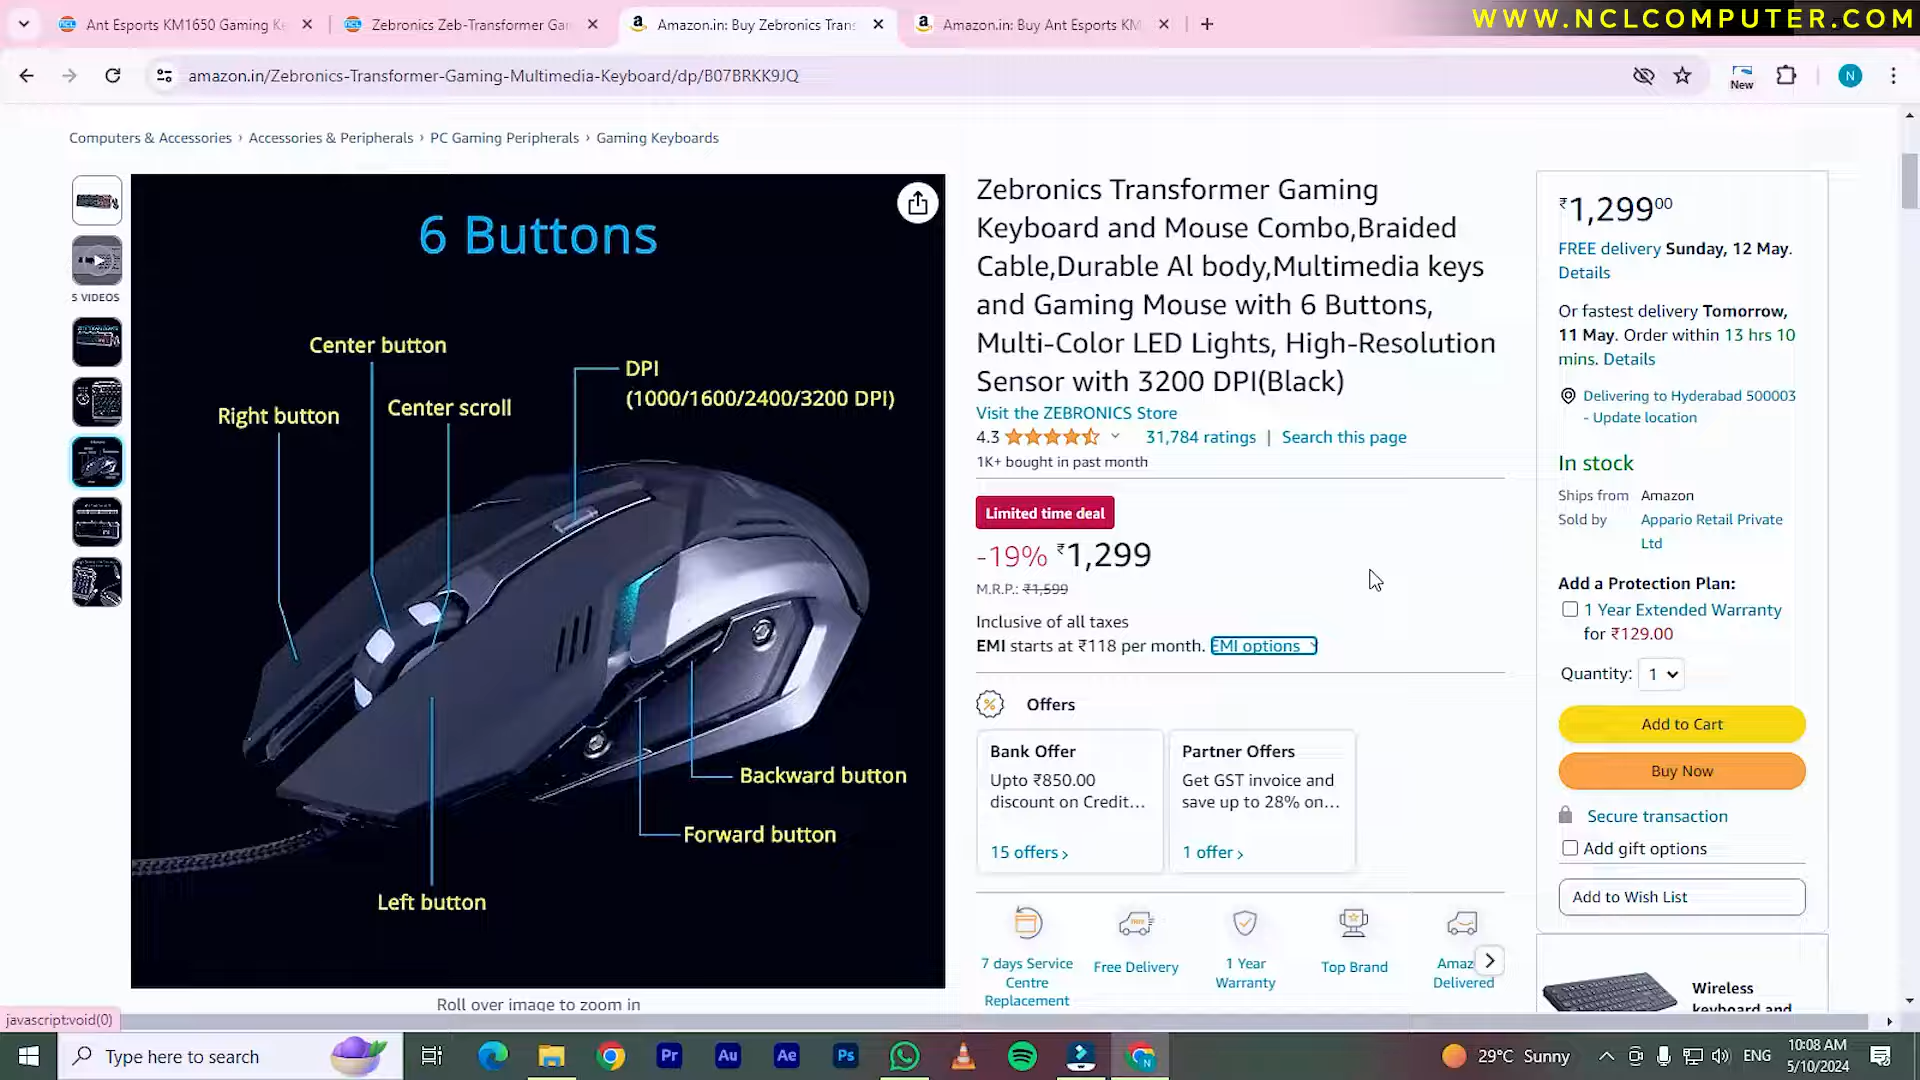 Ant Esports KM1650 Gaming Ke
Zebronics Zeb-Transformer Gam
Amazon.in: Buy Zebronics Trans
Amazon.in: Buy Ant Esports KM
WWW.NCLCOMPUTER.COM
amazon.in/Zebronics-Transformer-Gaming-Multimedia-Keyboard/dp/B07BRKK9JQ
New
N
Computers & Accessories › Accessories & Peripherals › PC Gaming Peripherals › Gaming Keyboards
5 VIDEOS
6 Buttons
Center button
DPI
(1000/1600/2400/3200 DPI)
Right button
Center scroll
Backward button
Forward button
Left button
Roll over image to zoom in
Zebronics Transformer Gaming
Keyboard and Mouse Combo,Braided
Cable,Durable Al body,Multimedia keys
and Gaming Mouse with 6 Buttons,
Multi-Color LED Lights, High-Resolution
Sensor with 3200 DPI(Black)
Visit the ZEBRONICS Store
4.3 31,784 ratings | Search this page
1K+ bought in past month
Limited time deal
-19% ₹1,299
M.R.P.: ₹1,599
Inclusive of all taxes
EMI starts at ₹118 per month. EMI options
Offers
Bank Offer
Upto ₹850.00
discount on Credit…
15 offers ›
Partner Offers
Get GST invoice and
save up to 28% on…
1 offer ›
7 days Service
Centre
Replacement
Free Delivery
1 Year
Warranty
Top Brand
Amaz
Delivered
₹1,299 00
FREE delivery Sunday, 12 May.
Details
Or fastest delivery Tomorrow,
11 May. Order within 13 hrs 10
mins. Details
Delivering to Hyderabad 500003
- Update location
In stock
Ships from Amazon
Sold by Appario Retail Private
Ltd
Add a Protection Plan:
1 Year Extended Warranty
for ₹129.00
Quantity: 1
Add to Cart
Buy Now
Secure transaction
Add gift options
Add to Wish List
Wireless
keyboard and
javascript:void(0)
Type here to search
Pr
Au
Ae
Ps
N
29°C Sunny
ENG
10:08 AM
5/10/2024